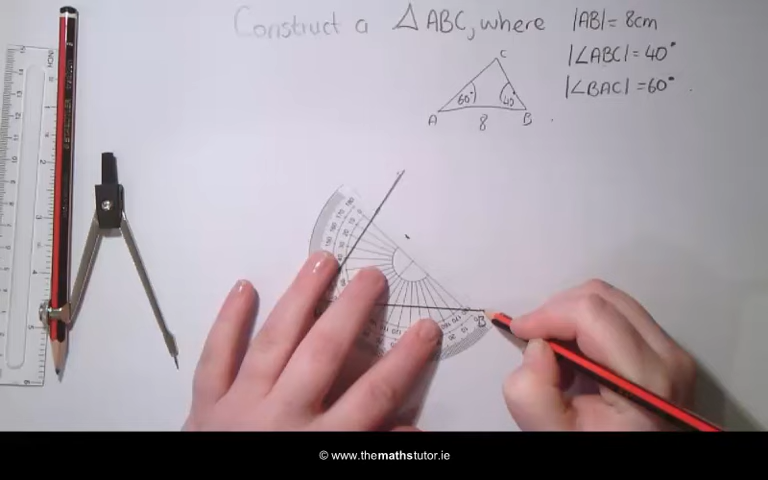 Construct a △ABC, where |AB| = 8cm
|∠ABC| = 40°
|∠BAC| = 60°
C
60° 40
A 8 B
B
© www.themathstutor.ie